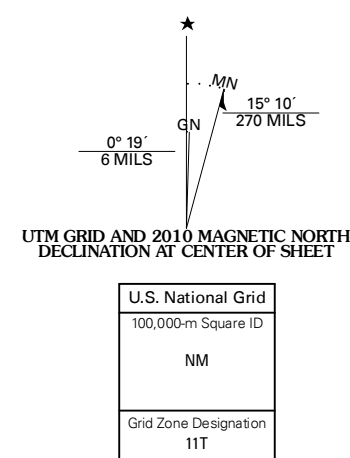 ★
MN
GN
15° 10´
270 MILS
0° 19´
6 MILS
UTM GRID AND 2010 MAGNETIC NORTH
DECLINATION AT CENTER OF SHEET
U.S. National Grid
100,000-m Square ID
NM
Grid Zone Designation
11T